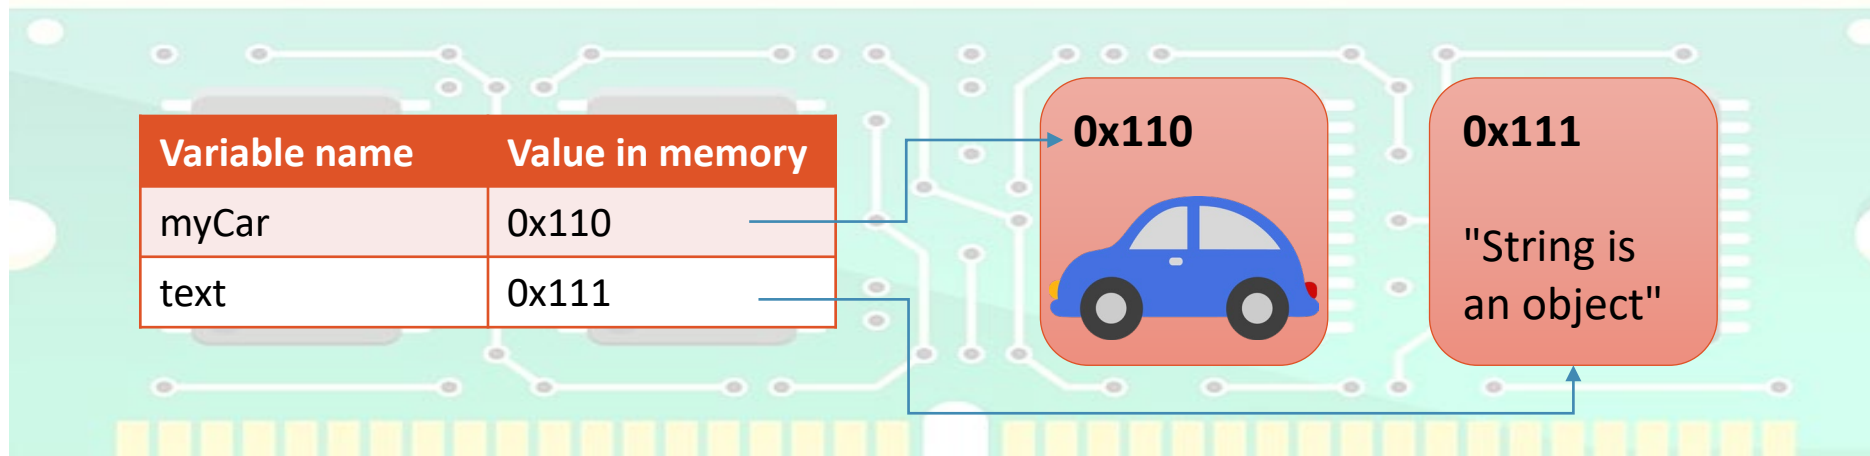 Variable name Value in memory
myCar 0x110
text 0x111
0x110
0x111
"String is
an object"